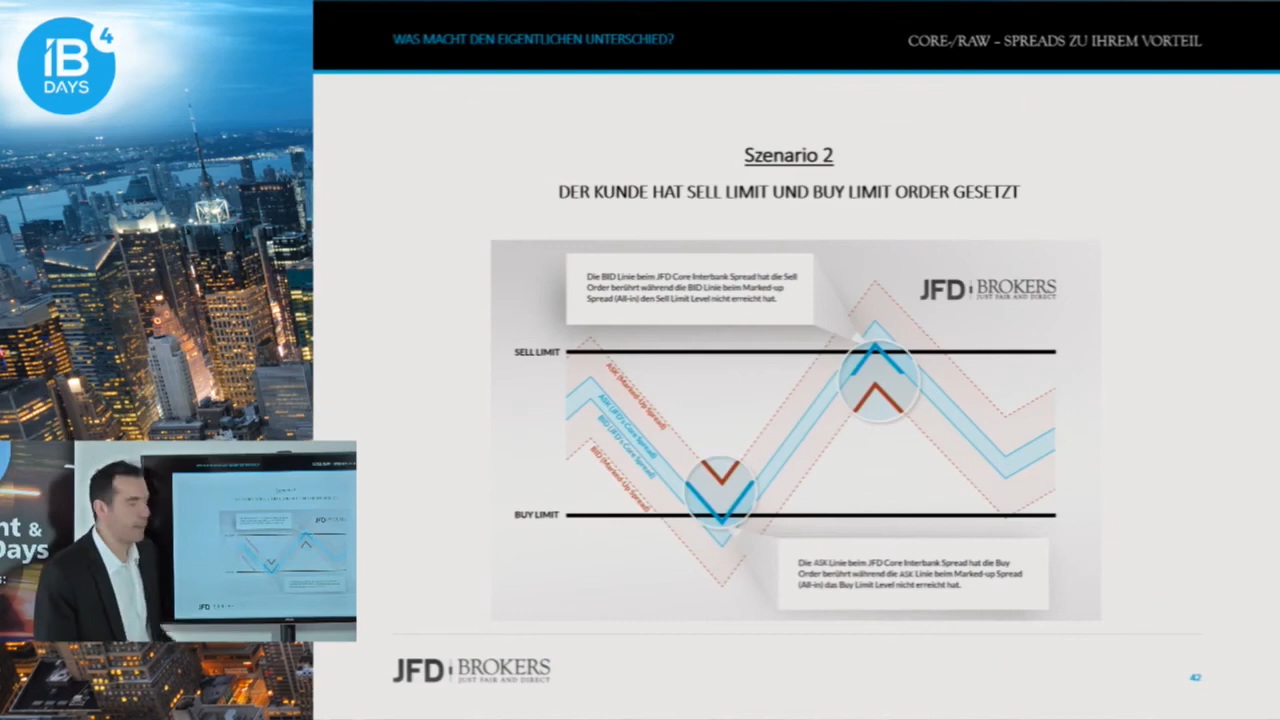 iB
4
DAYS
WAS MACHT DEN EIGENTLICHEN UNTERSCHIED?
CORE-/RAW – SPREADS ZU IHREM VORTEIL
Szenario 2
DER KUNDE HAT SELL LIMIT UND BUY LIMIT ORDER GESETZT
Die BID Linie beim JFD Core Interbank Spread hat die Sell
Order berührt während die BID Linie beim Marked-up
Spread (All-in) den Sell Limit Level nicht erreicht hat.
JFD BROKERS
JUST FAIR AND DIRECT
SELL LIMIT
ASK (Marked-Up Spread)
ASK (JFD's Core Spread)
BID (JFD's Core Spread)
BID (Marked-Up Spread)
BUY LIMIT
Die ASK Linie beim JFD Core Interbank Spread hat die Buy
Order berührt während die ASK Linie beim Marked-up Spread
(All-in) das Buy Limit Level nicht erreicht hat.
nt &
Days
s:
Szenario 2
JFD
JFD BROKERS
JUST FAIR AND DIRECT
42